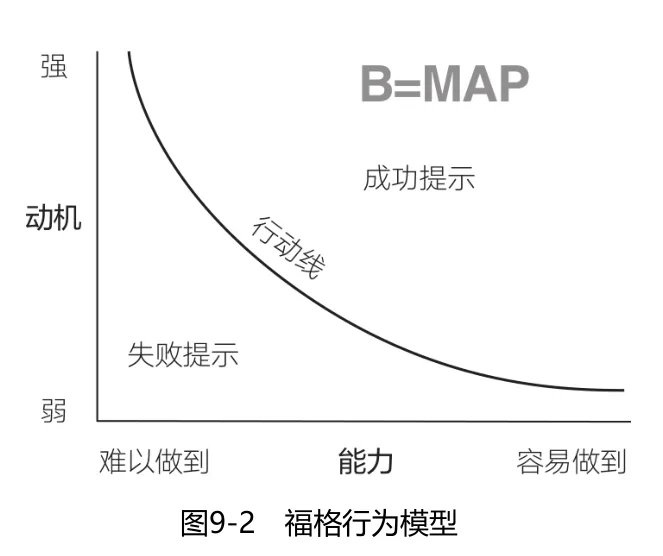 强
B=MAP
成功提示
动机
行动线
失败提示
弱
难以做到
能力
容易做到
图9-2 福格行为模型